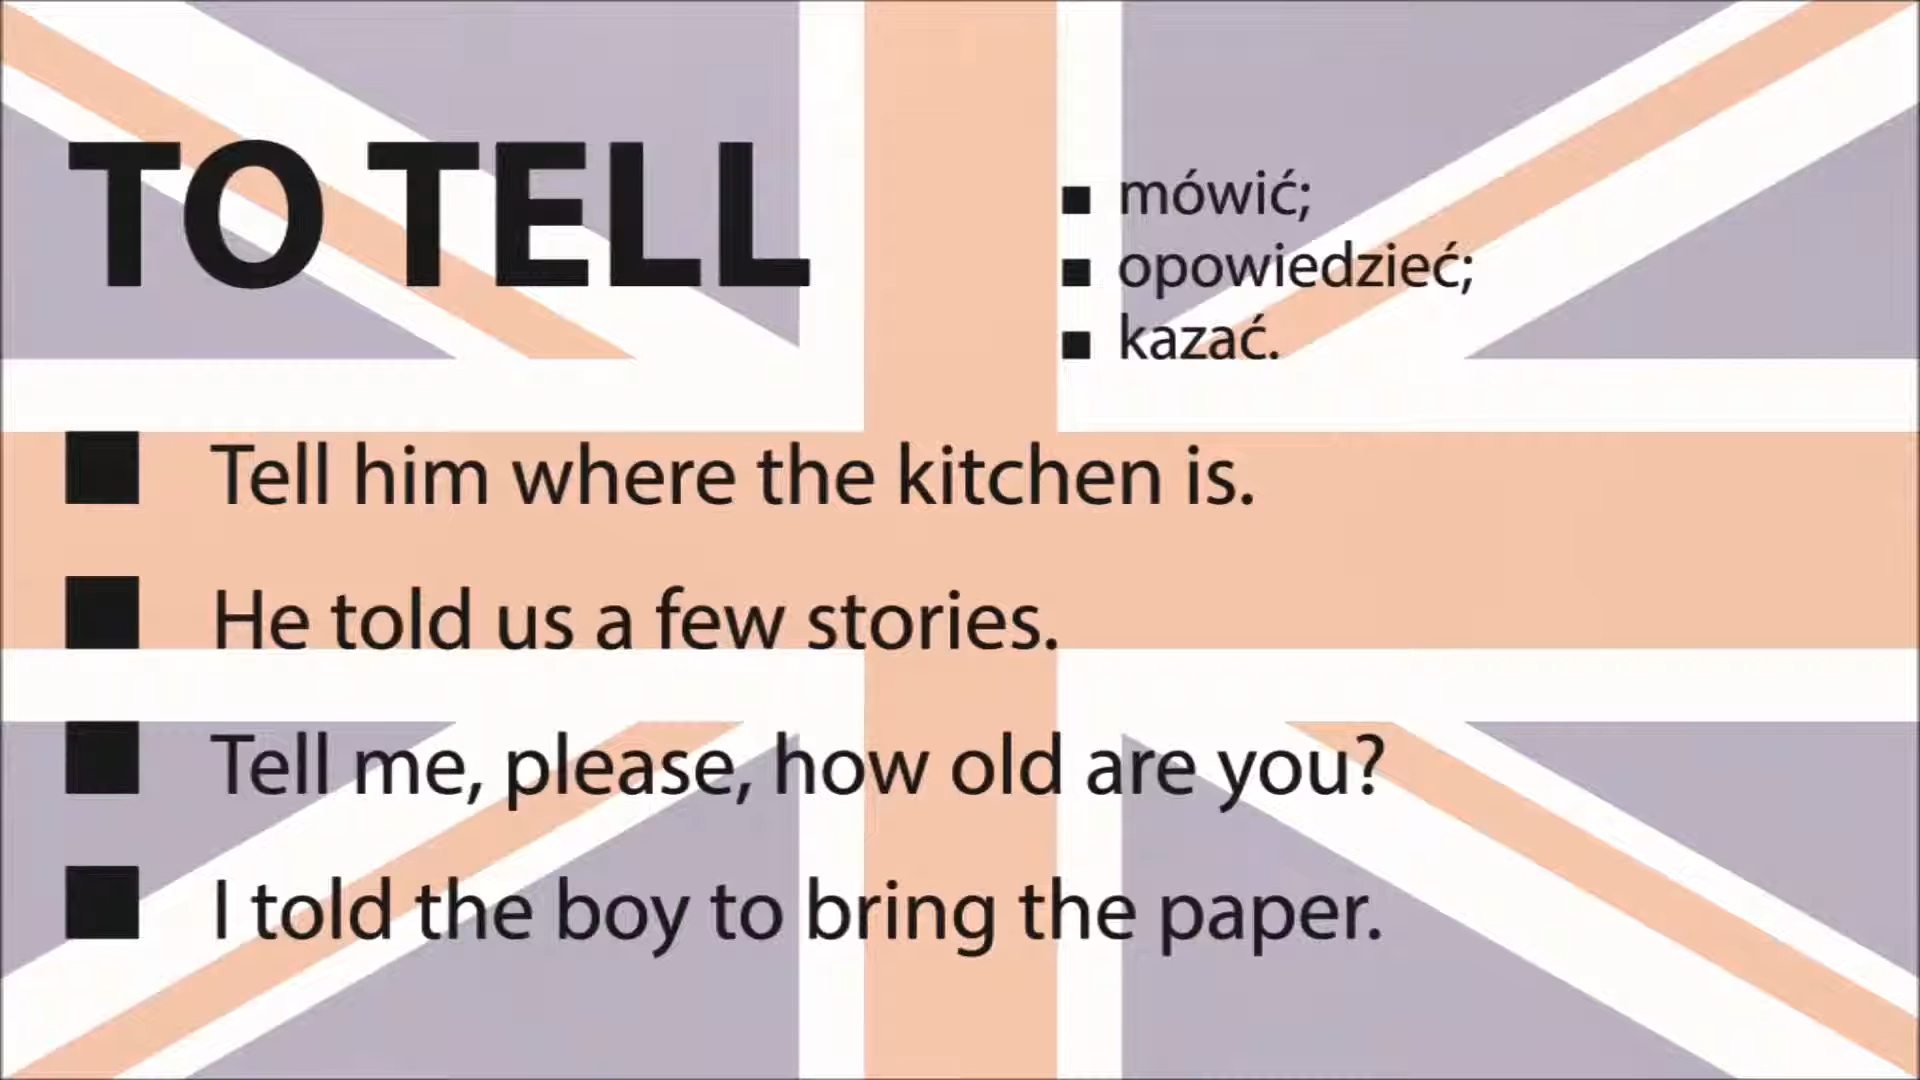 TO TELL
▪ mówić;
▪ opowiedzieć;
▪ kazać.
■ Tell him where the kitchen is.
■ He told us a few stories.
■ Tell me, please, how old are you?
■ I told the boy to bring the paper.